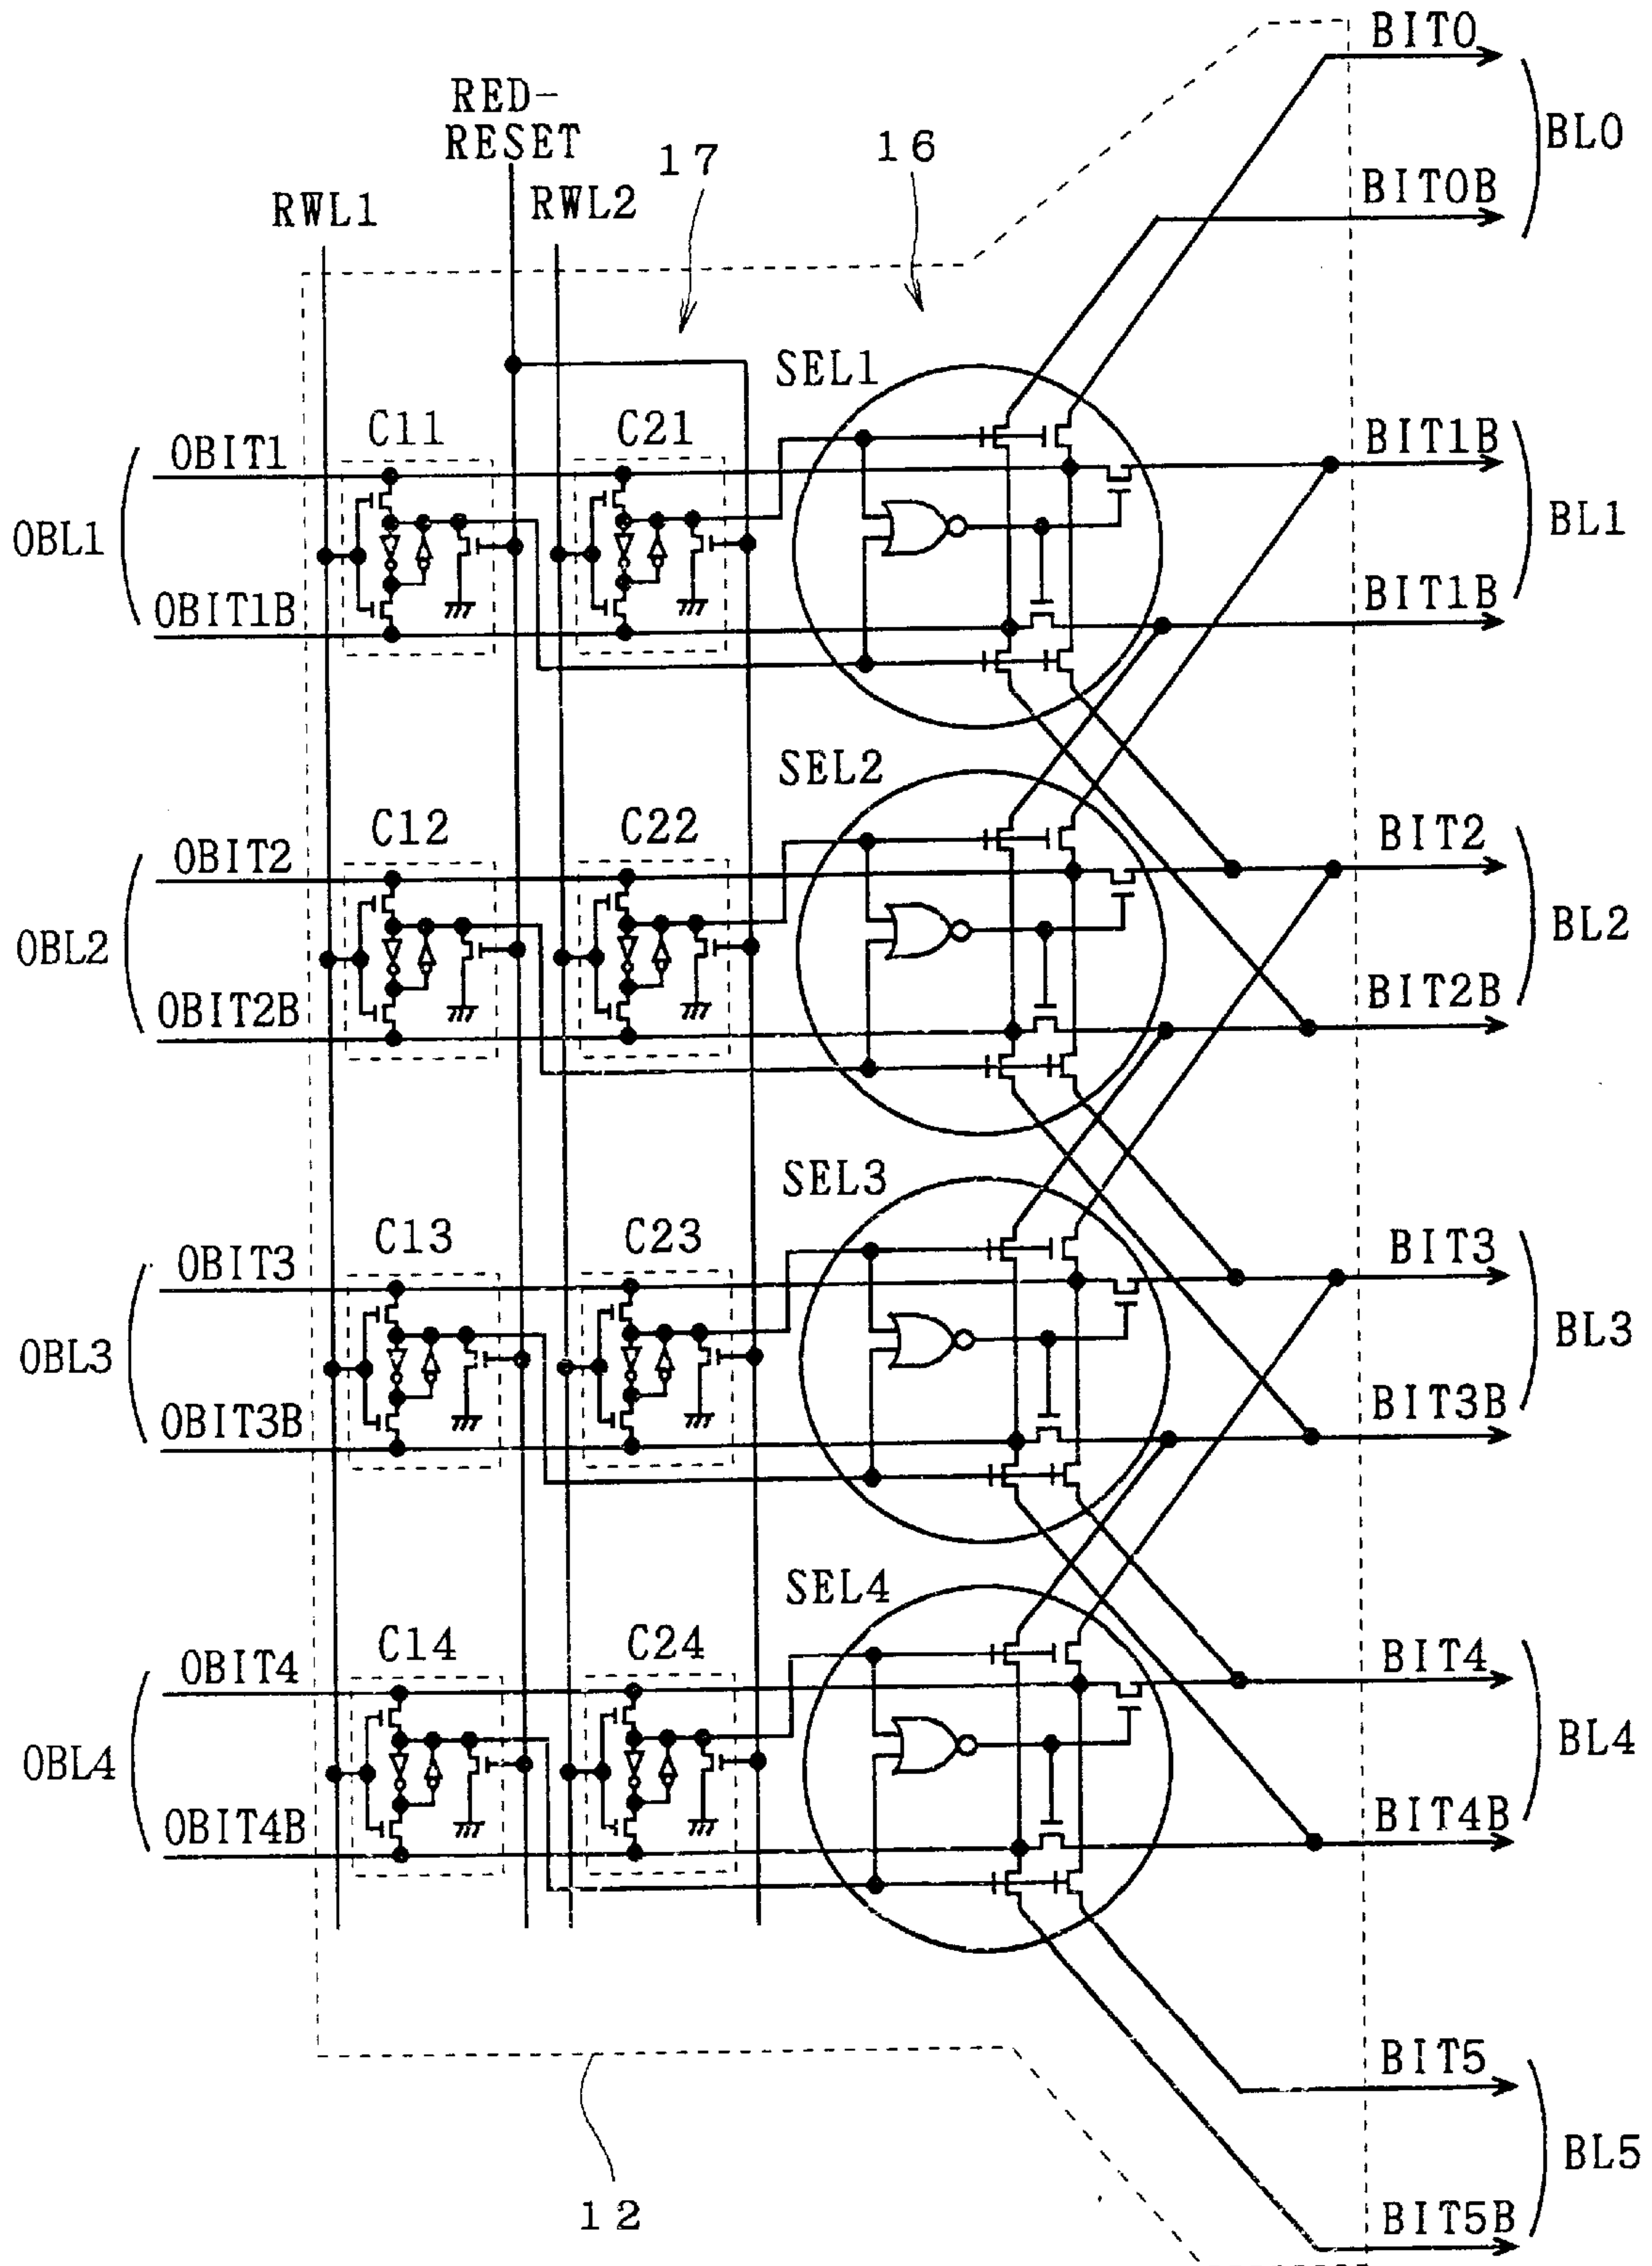 BIT0
BL0
BIT0B
RED-
RESET
17
16
RWL1
RWL2
SEL1
C11
C21
OBIT1
BIT1B
OBL1
BL1
OBIT1B
BIT1B
SEL2
C12
C22
OBIT2
BIT2
OBL2
BL2
OBIT2B
BIT2B
SEL3
C13
C23
OBIT3
BIT3
OBL3
BL3
OBIT3B
BIT3B
SEL4
C14
C24
OBIT4
BIT4
OBL4
BL4
OBIT4B
BIT4B
BIT5
BL5
12
BIT5B